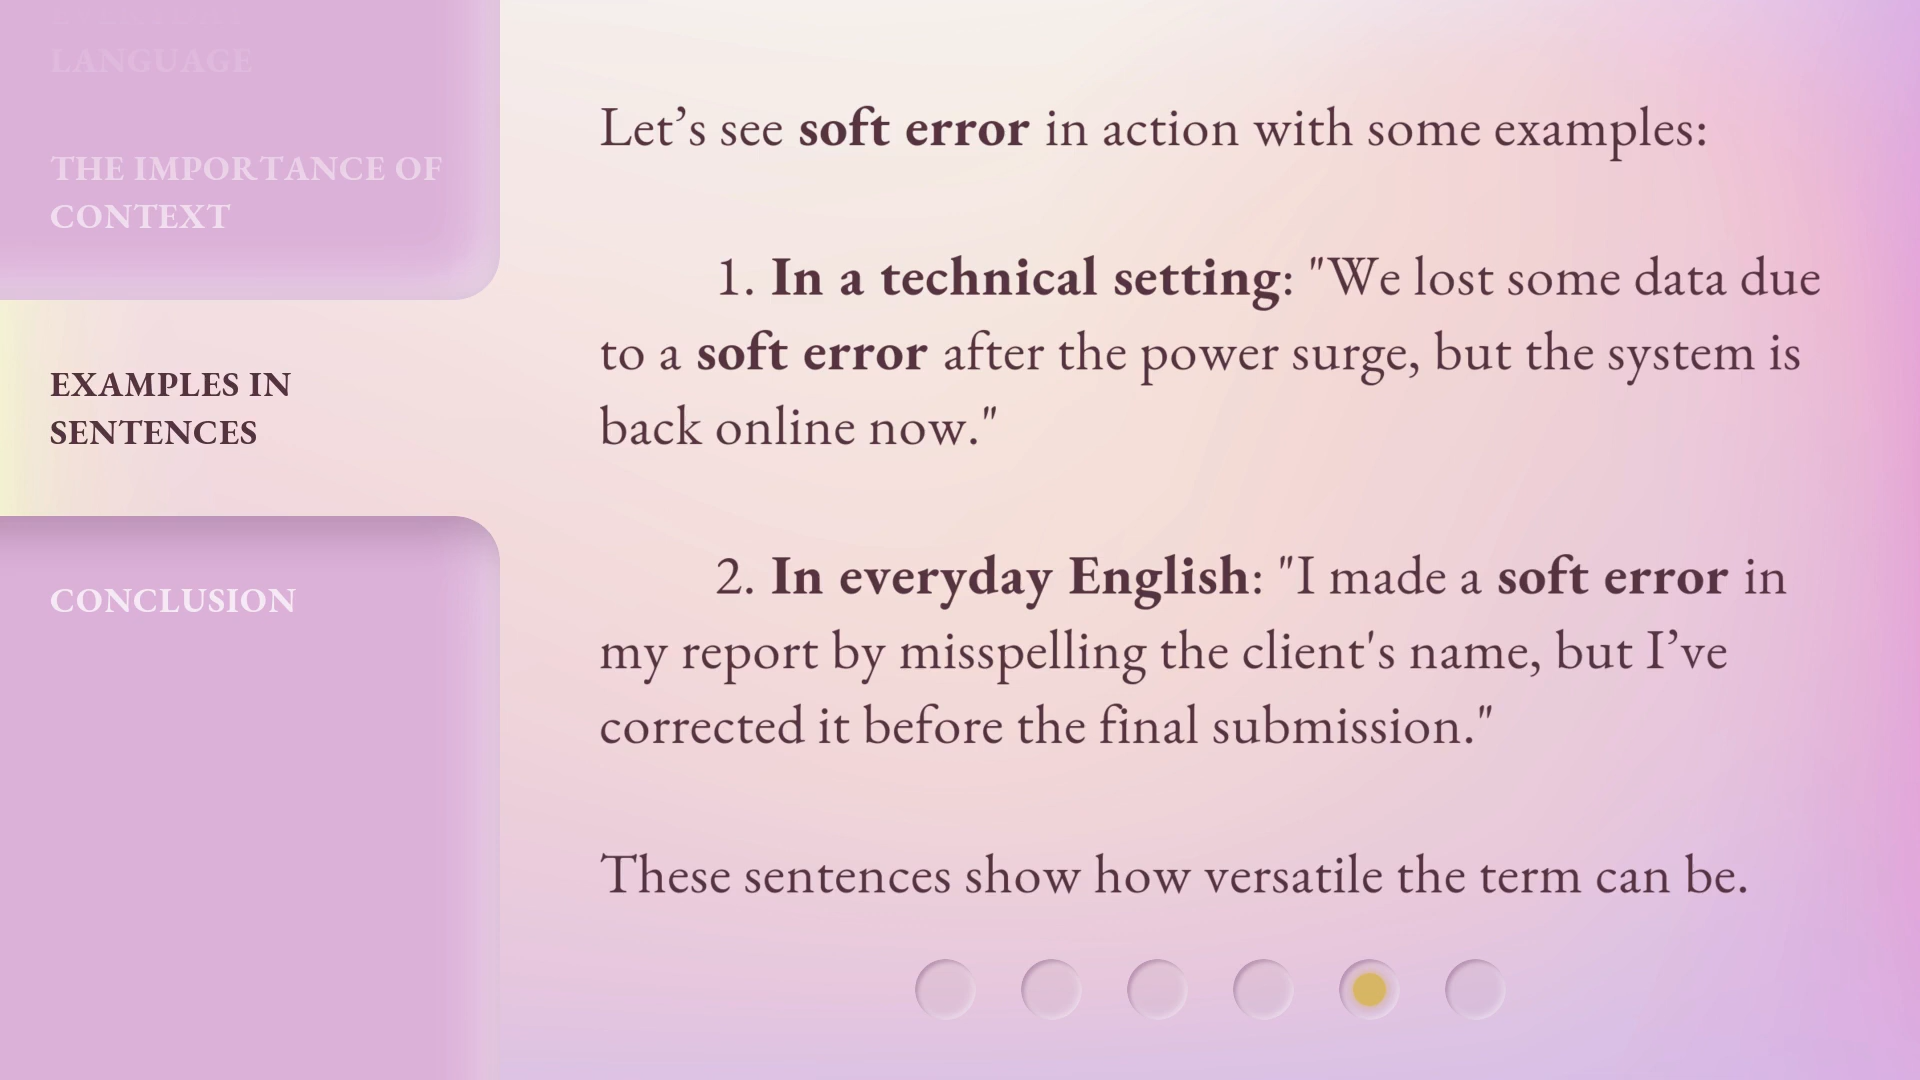 LANGUAGE
THE IMPORTANCE OF
CONTEXT
EXAMPLES IN
SENTENCES
CONCLUSION
Let’s see soft error in action with some examples:
1. In a technical setting: "We lost some data due
to a soft error after the power surge, but the system is
back online now."
2. In everyday English: "I made a soft error in
my report by misspelling the client's name, but I’ve
corrected it before the final submission."
These sentences show how versatile the term can be.